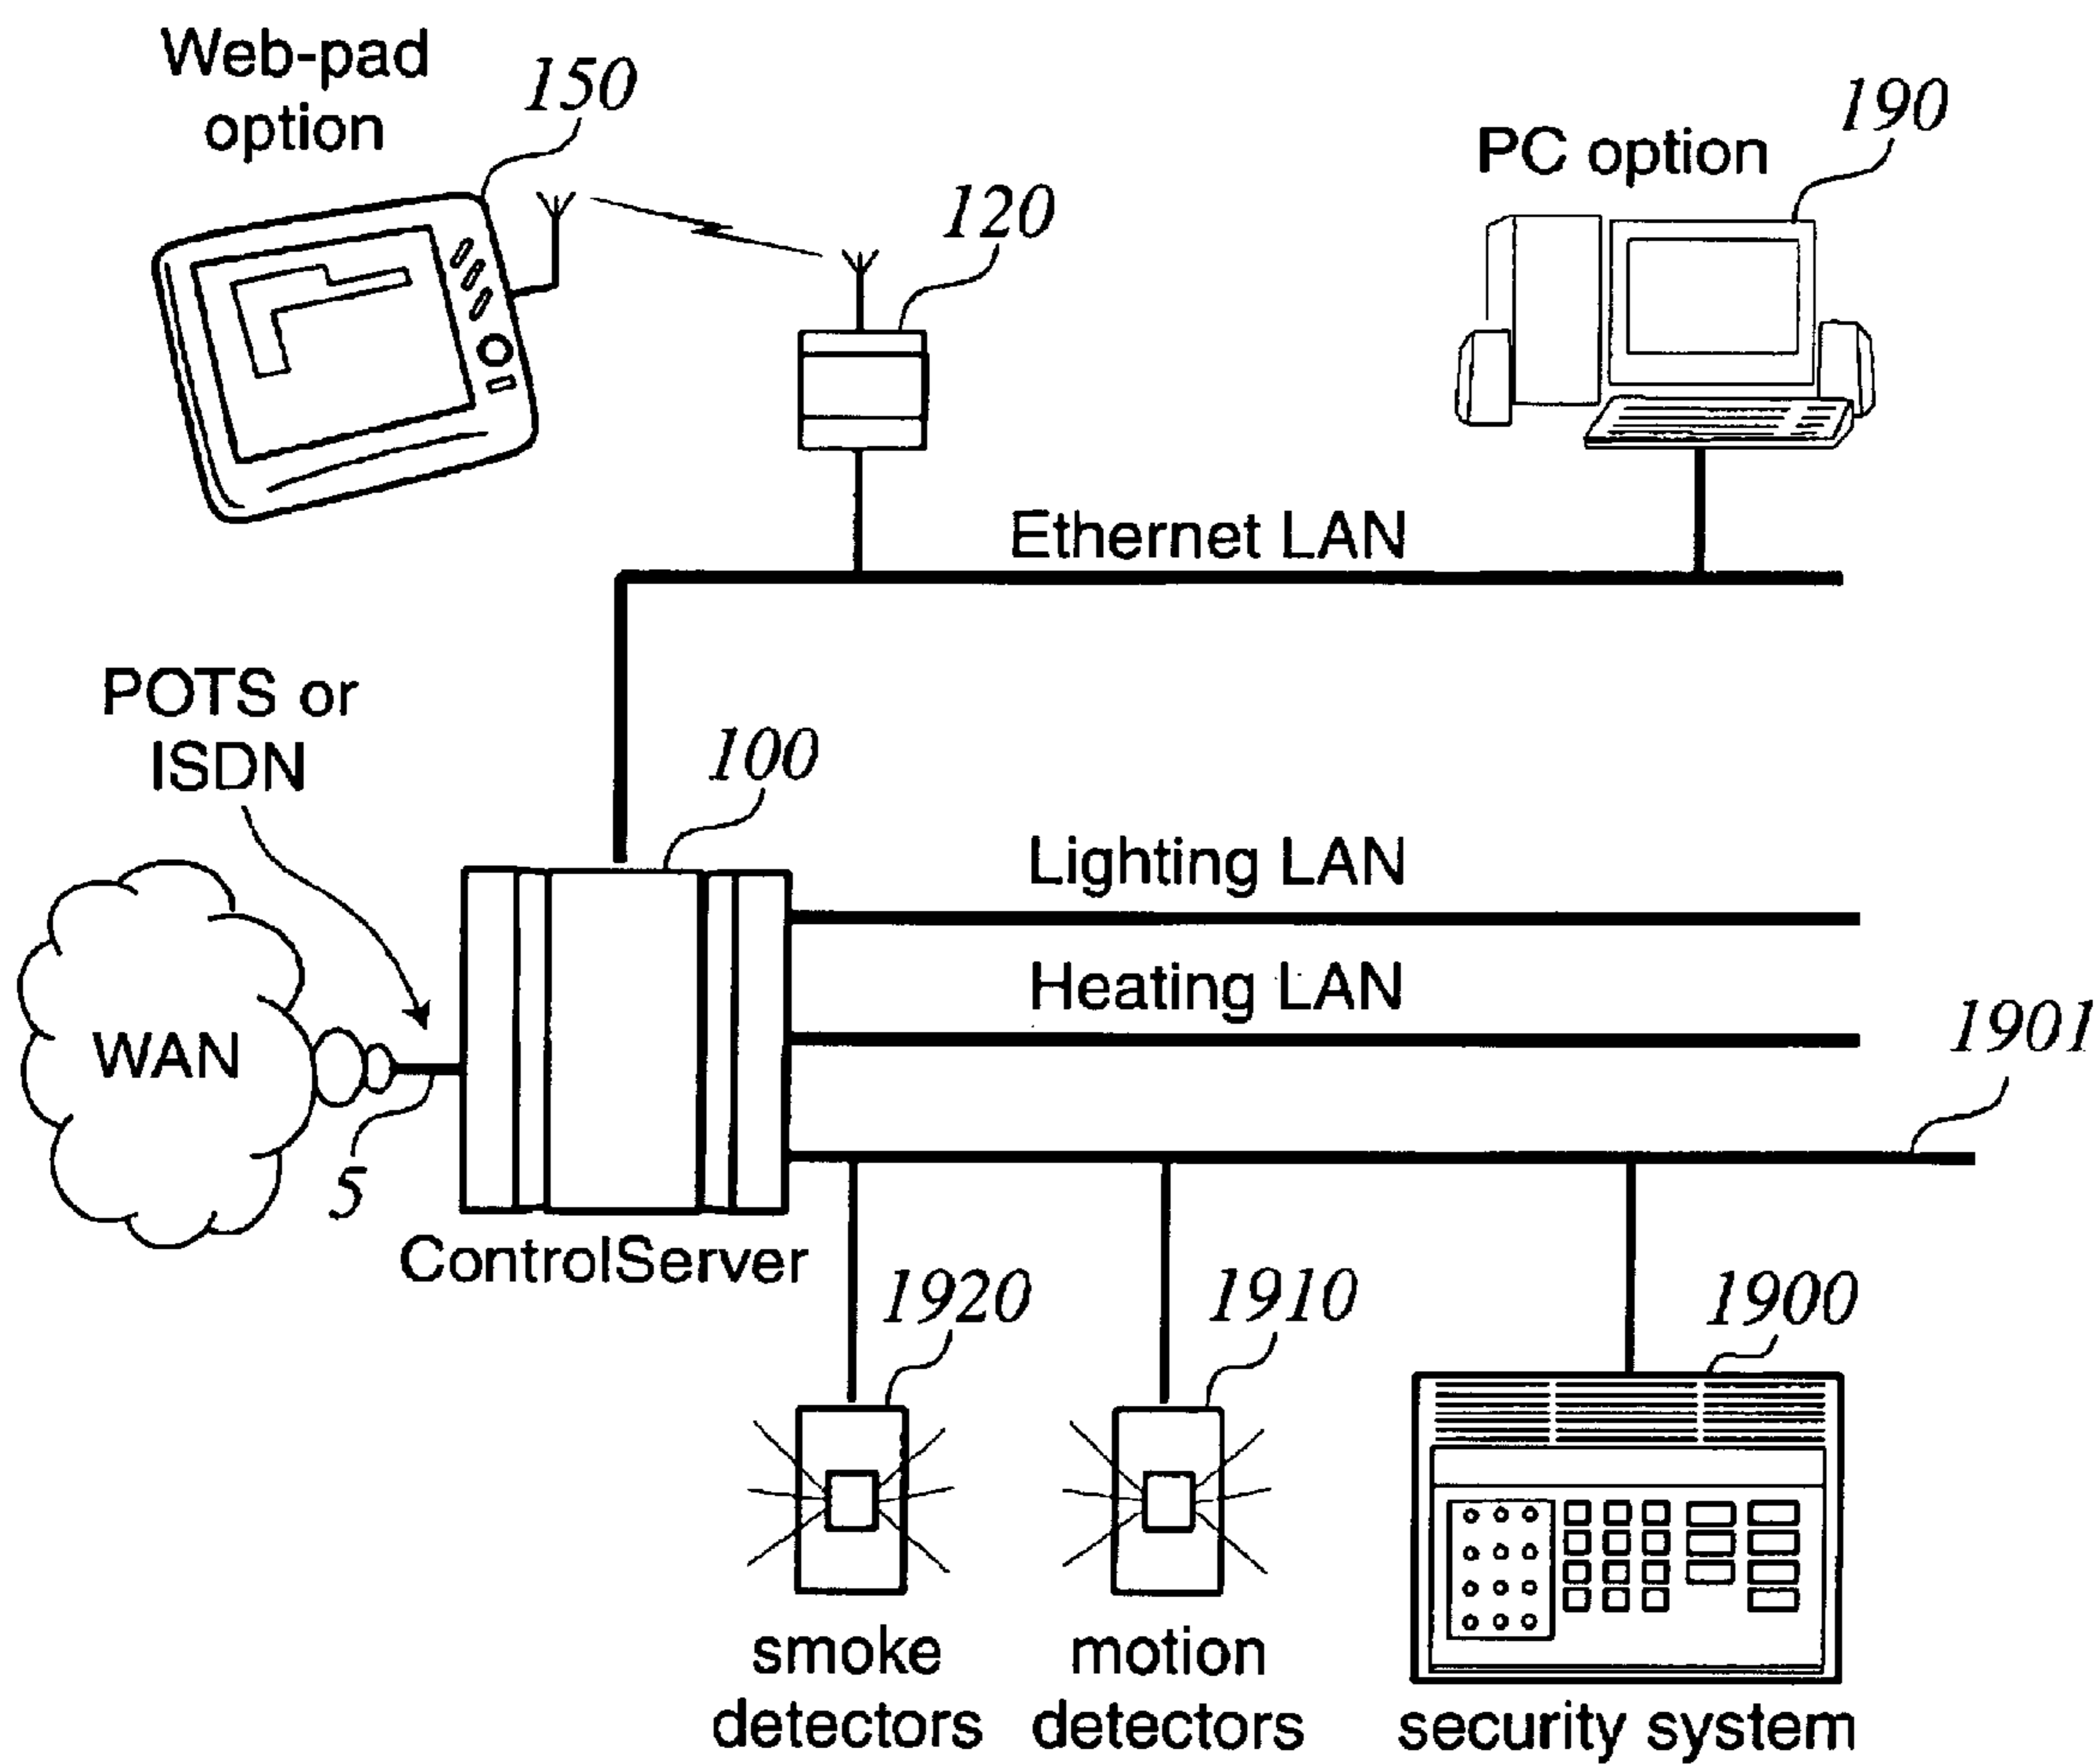 Web-pad
option
150
120
PC option
190
Ethernet LAN
POTS or
ISDN
100
Lighting LAN
Heating LAN
1901
WAN
5
ControlServer
1920
1910
1900
smoke
detectors
motion
detectors
security system